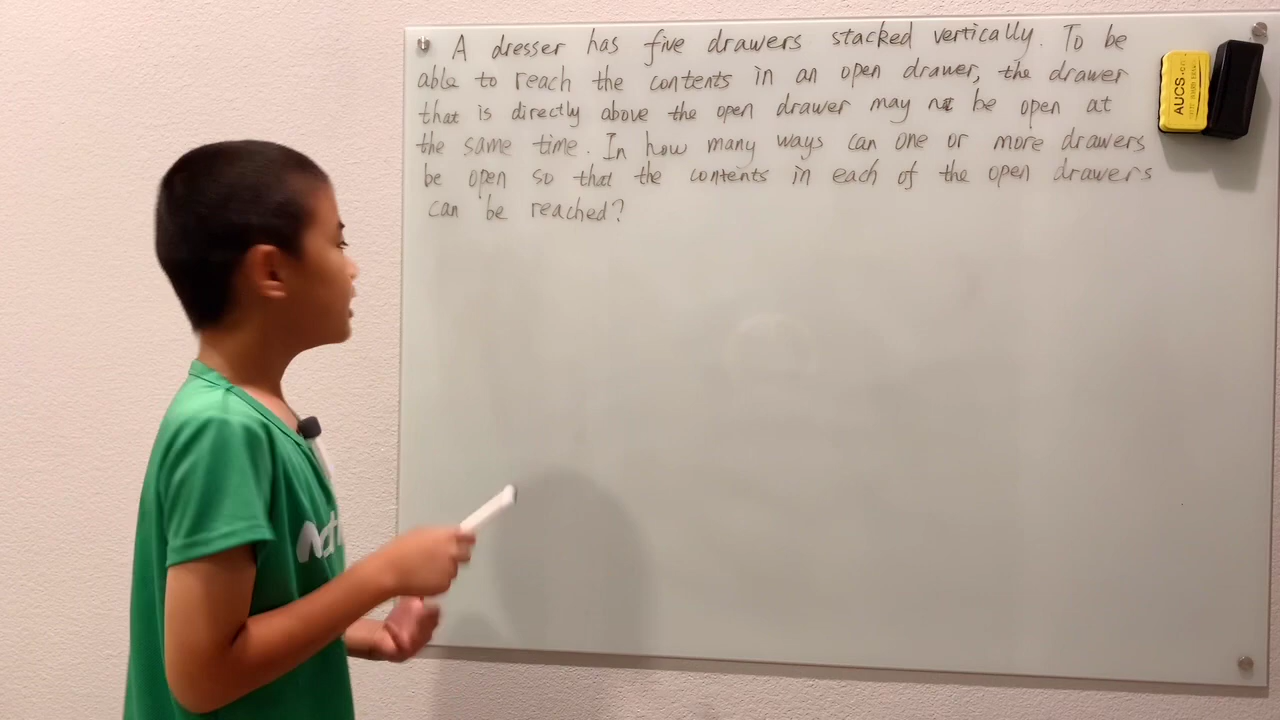 A dresser has five drawers stacked vertically. To be
able to reach the contents in an open drawer, the drawer
that is directly above the open drawer may not be open at
the same time. In how many ways can one or more drawers
be open so that the contents in each of the open drawers
can be reached?
AUCS